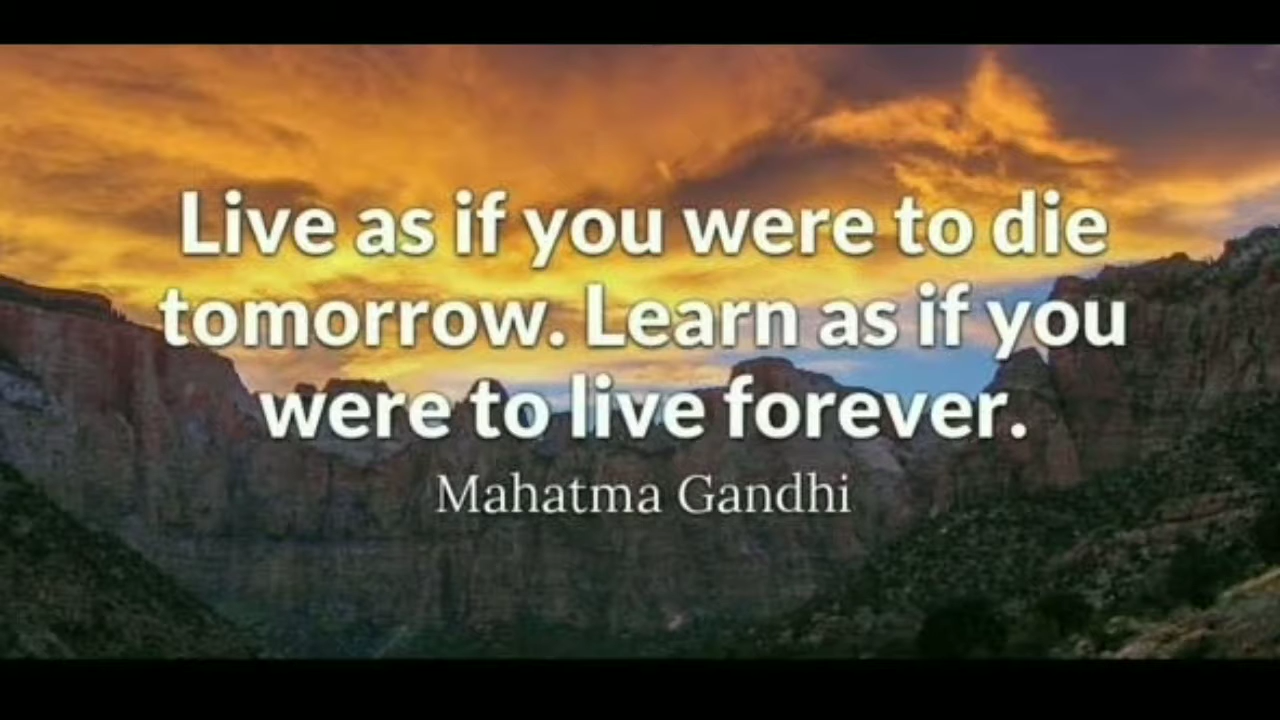 Live as if you were to die
tomorrow. Learn as if you
were to live forever.
Mahatma Gandhi